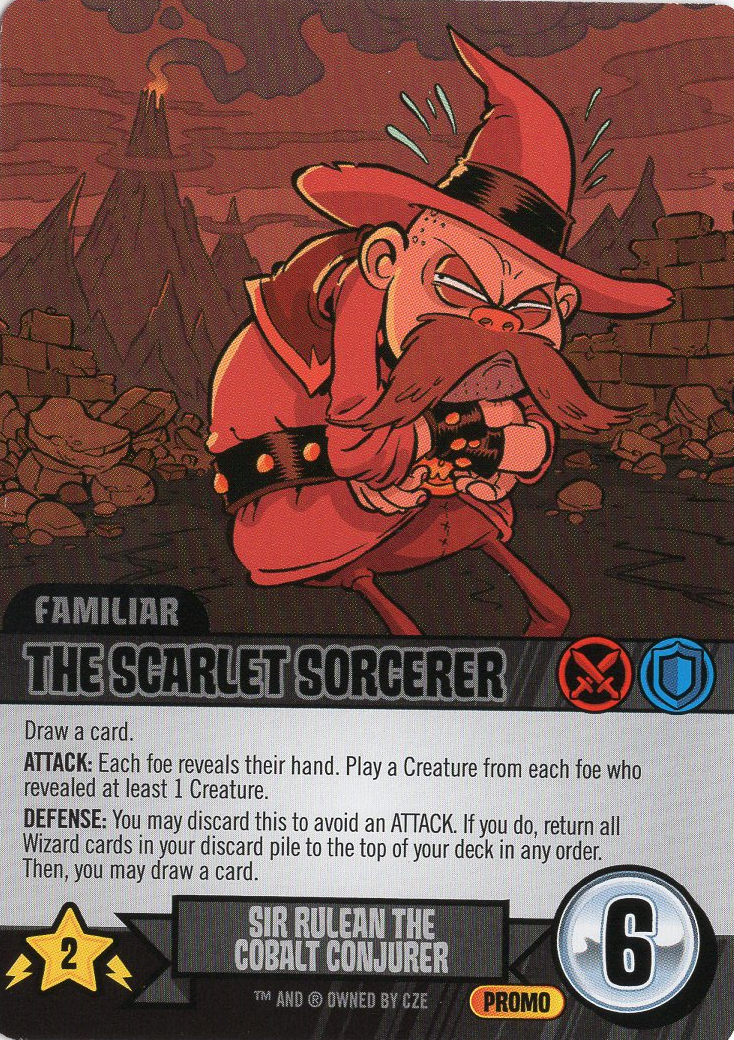 FAMILIAR
THE SCARLET SORCERER
Draw a card.
ATTACK: Each foe reveals their hand. Play a Creature from each foe who
revealed at least 1 Creature.
DEFENSE: You may discard this to avoid an ATTACK. If you do, return all
Wizard cards in your discard pile to the top of your deck in any order.
Then, you may draw a card.
2
SIR RULEAN THE
COBALT CONJURER
6
™ AND ® OWNED BY CZE
PROMO